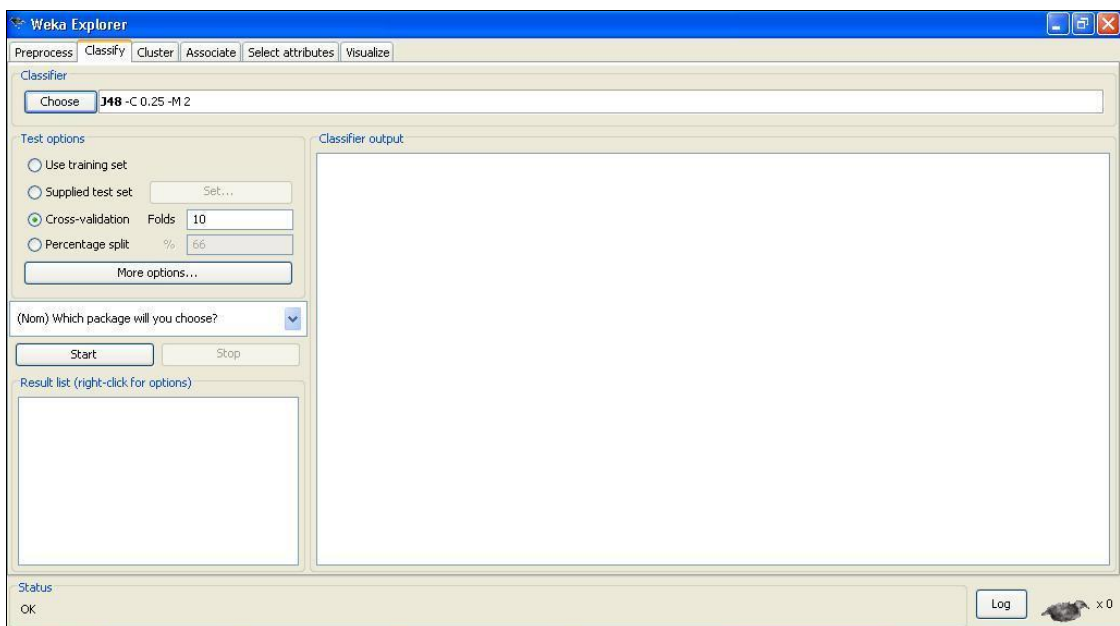 Weka Explorer
Preprocess Classify Cluster Associate Select attributes Visualize
Classifier
Choose J48 -C 0.25 -M 2
Test options
Use training set
Supplied test set Set...
Cross-validation Folds 10
Percentage split % 66
More options...
(Nom) Which package will you choose?
Start Stop
Result list (right-click for options)
Classifier output
Status
OK
Log x 0